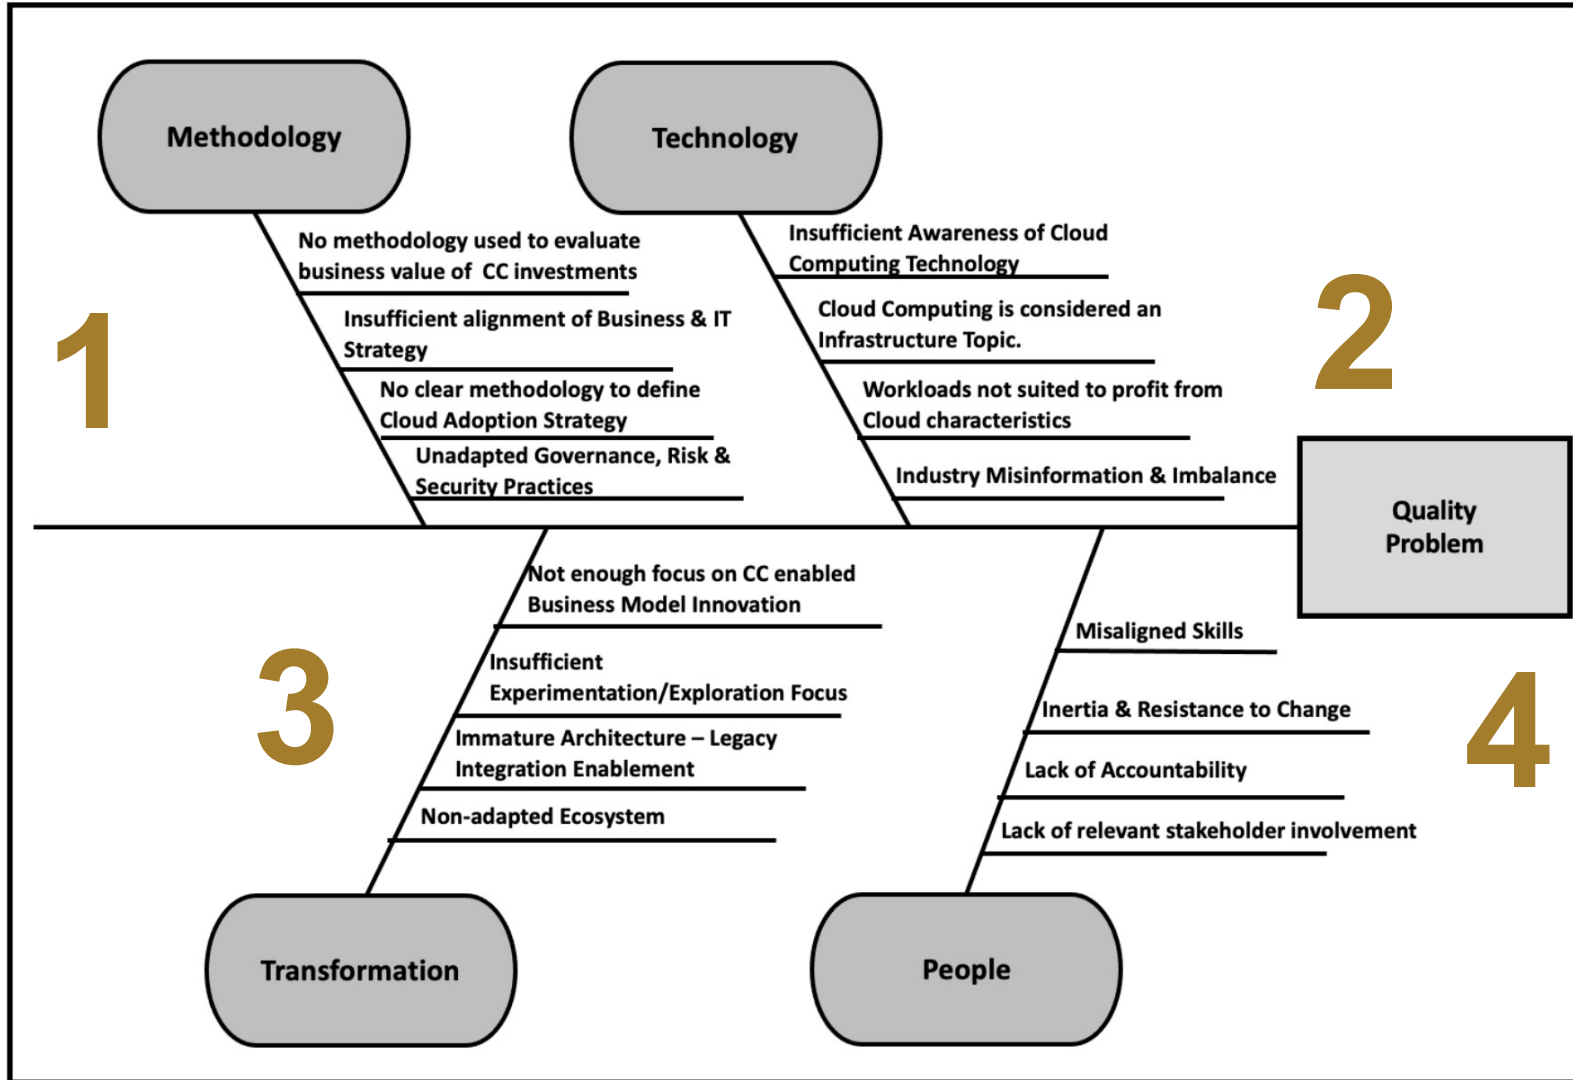 Methodology
Technology
No methodology used to evaluate
business value of  CC investments
Insufficient alignment of Business & IT
Strategy
No clear methodology to define
Cloud Adoption Strategy
Unadapted Governance, Risk &
Security Practices
1
Insufficient Awareness of Cloud
Computing Technology
Cloud Computing is considered an
Infrastructure Topic.
Workloads not suited to profit from
Cloud characteristics
Industry Misinformation & Imbalance
2
Quality
Problem
Not enough focus on CC enabled
Business Model Innovation
Insufficient
Experimentation/Exploration Focus
Immature Architecture – Legacy
Integration Enablement
Non-adapted Ecosystem
3
Misaligned Skills
Inertia & Resistance to Change
Lack of Accountability
Lack of relevant stakeholder involvement
4
Transformation
People